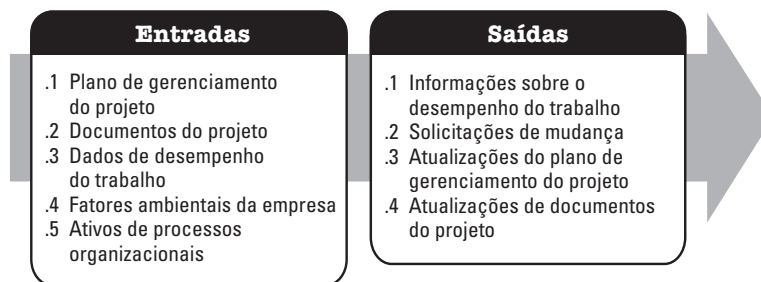 Entradas
.1 Plano de gerenciamento
do projeto
.2 Documentos do projeto
.3 Dados de desempenho
do trabalho
.4 Fatores ambientais da empresa
.5 Ativos de processos
organizacionais
Saídas
.1 Informações sobre o
desempenho do trabalho
.2 Solicitações de mudança
.3 Atualizações do plano de
gerenciamento do projeto
.4 Atualizações de documentos
do projeto